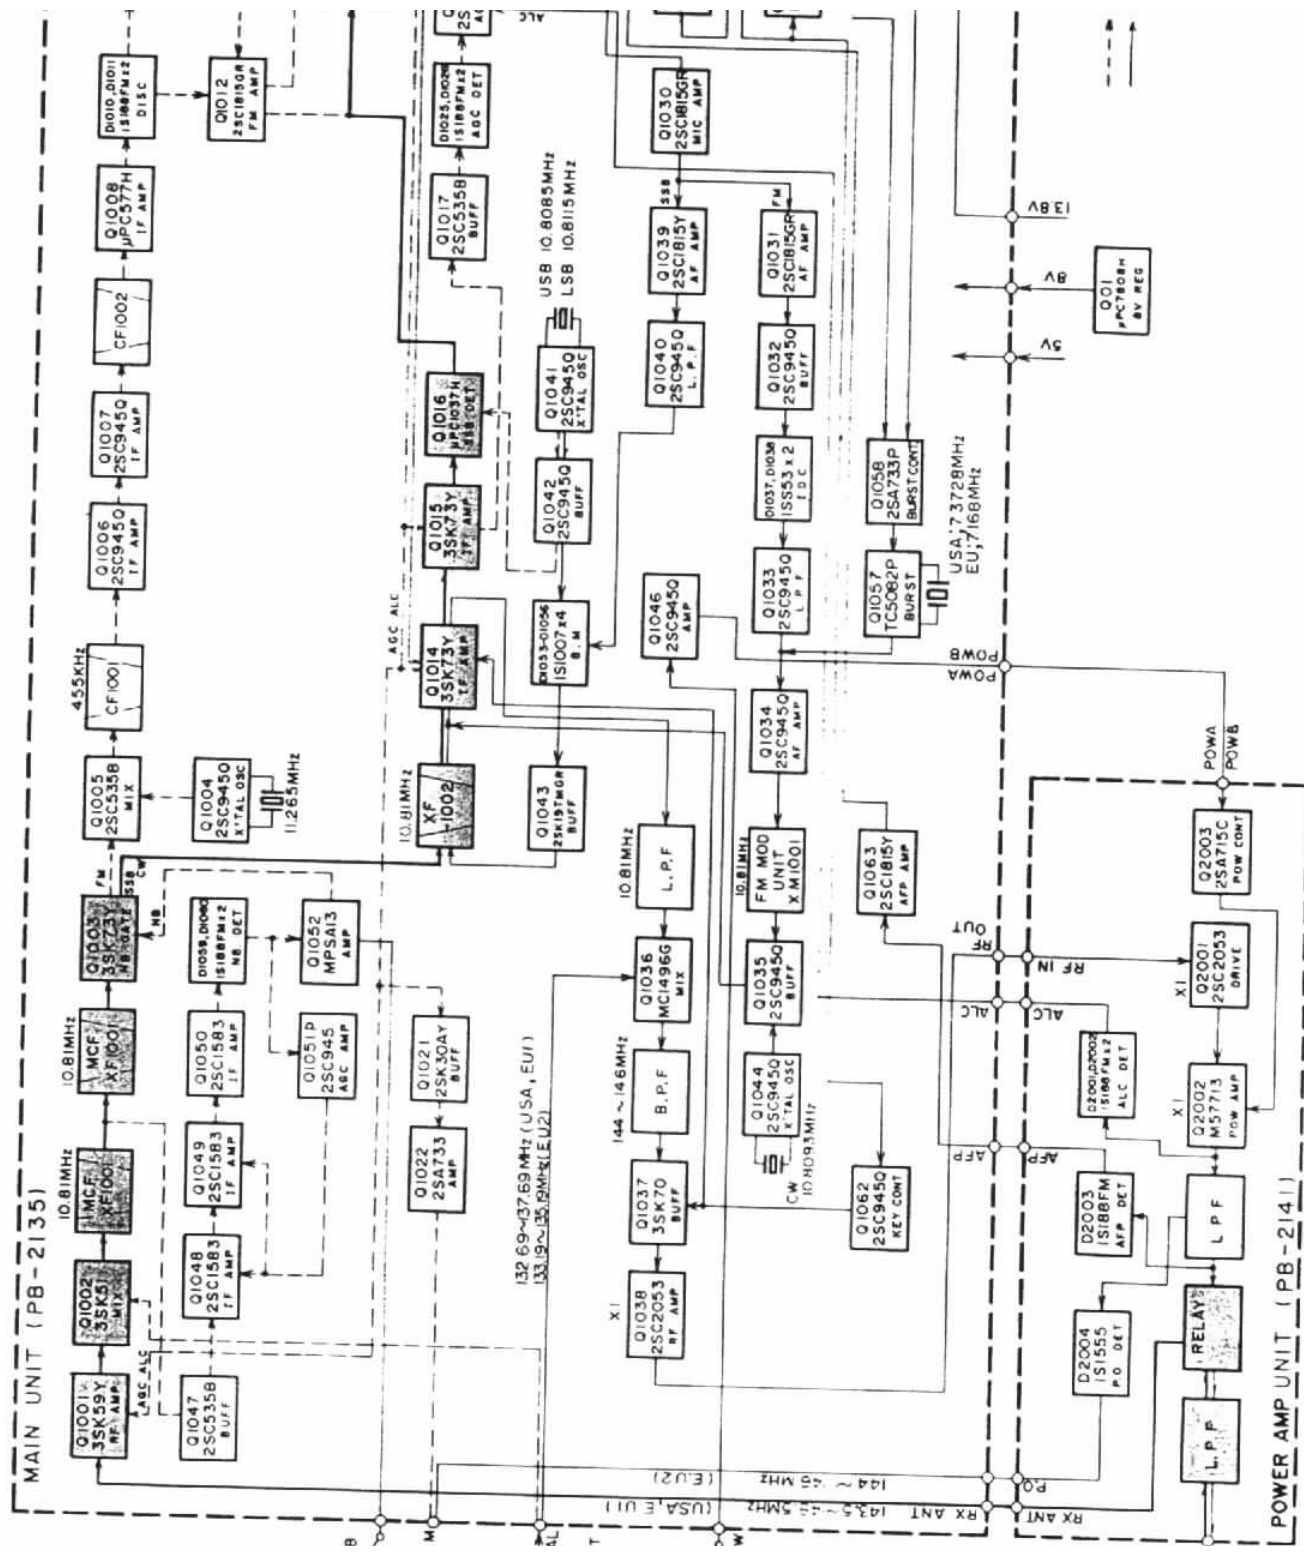 MAIN UNIT (PB-2135)
Q1001
3SK59Y
RF AMP
AGC ALC
Q1002
3SK51
MIX
10.81MHz
MCF
XF1001
10.81MHz
MCF
XF1001
Q1003
3SK73Y
NB GATE
FM
SSB
CW
NB
Q1005
2SC535B
MIX
Q1004
2SC945Q
X'TAL OSC
11.265MHz
455KHz
CF1001
Q1006
2SC945Q
IF AMP
Q1007
2SC945Q
IF AMP
CF1002
Q1008
µPC577H
IF AMP
D1010,D1011
1S188FM×2
DISC
Q1012
2SC1815GR
FM AMP
Q1047
2SC535B
BUFF
Q1048
2SC1583
IF AMP
Q1049
2SC1583
IF AMP
Q1050
2SC1583
IF AMP
D1059,D1060
1S188FM×2
NB DET
Q1051P
2SC945
AGC AMP
Q1052
MPSA13
AMP
Q1022
2SA733
AMP
Q1021
2SK30AY
BUFF
10.81MHz
XF
-1002
AGC ALC
Q1014
3SK73Y
IF AMP
Q1015
3SK73Y
IF AMP
Q1016
µPC1037H
SSB DET
Q1017
2SC535B
BUFF
D1025,D1026
1S188FM×2
AGC DET
ALC
Q1043
2SK19TMGR
BUFF
D1053-D1056
1S1007×4
B.M
Q1042
2SC945Q
BUFF
Q1041
2SC945Q
X'TAL OSC
USB 10.8085MHz
LSB 10.8115MHz
132.69~137.69MHz (USA, EU1)
133.19~135.19MHz(EU2)
X1
Q1038
2SC2053
RF AMP
Q1037
3SK70
BUFF
144~146MHz
B.P.F
Q1036
MC1496G
MIX
10.81MHz
L.P.F
Q1046
2SC945Q
AMP
Q1040
2SC945Q
L.P.F
Q1039
2SC1815Y
AF AMP
SSB
Q1030
2SC1815GR
MIC AMP
FM
Q1031
2SC1815GR
AF AMP
Q1032
2SC945Q
BUFF
D1037,D1038
1SS53×2
IDC
Q1033
2SC945Q
L P F
Q1034
2SC945Q
AF AMP
10.81MHz
FM MOD
UNIT
XM1001
Q1035
2SC945Q
BUFF
Q1044
2SC945Q
X'TAL OSC
CW
10.8093MHz
Q1062
2SC945Q
KEY CONT
Q1063
2SC1815Y
AFP AMP
Q1057
TC5082P
BURST
Q1058
2SA733P
BURST CONT
USA;7.3728MHz
EU;7.168MHz
POWB
POWA
RX ANT
(USA, EU1)
(EU2)
AFP
ALC
RF
OUT
5V
8V
13.8V
Q01
µPC7808H
8V REG
POWER AMP UNIT (PB-2141)
RX ANT
P.O
AFP
ALC
RF IN
POWA
POWB
L.P.F
RELAY
L P F
D2004
1S1555
P.O DET
D2003
1S188FM
AFP DET
D2001,D2002
1S188FM×2
ALC DET
X1
Q2002
M57713
POW AMP
X1
Q2001
2SC2053
DRIVE
Q2003
2SA715C
POW CONT